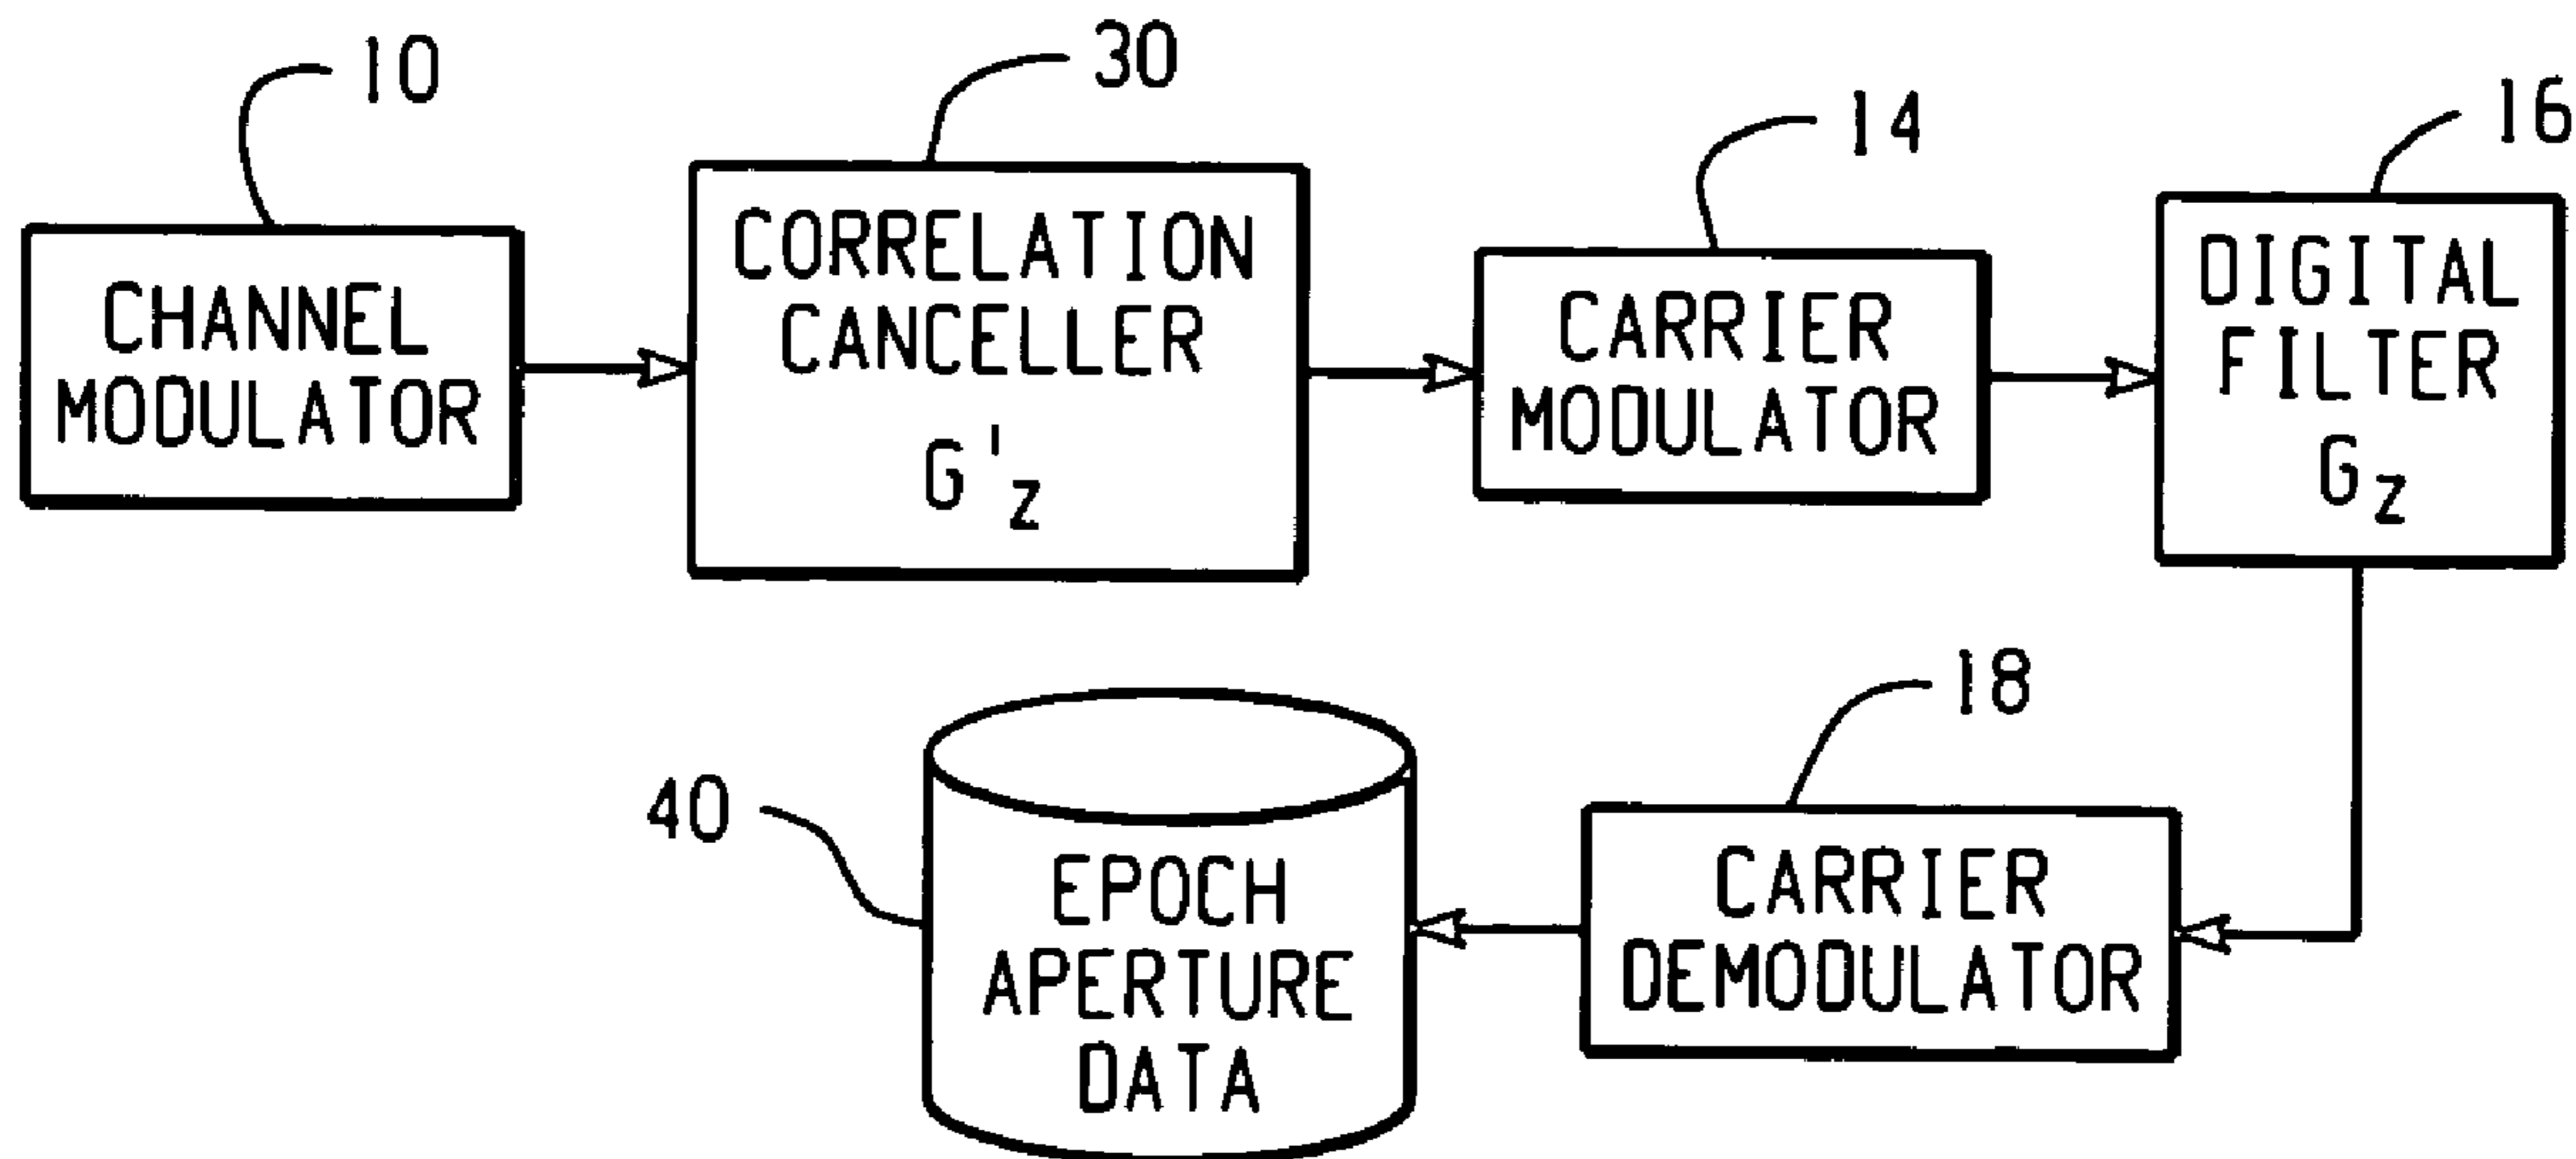 10
CHANNEL
MODULATOR
30
CORRELATION
CANCELLER
G'z
14
CARRIER
MODULATOR
16
DIGITAL
FILTER
Gz
18
CARRIER
DEMODULATOR
40
EPOCH
APERTURE
DATA